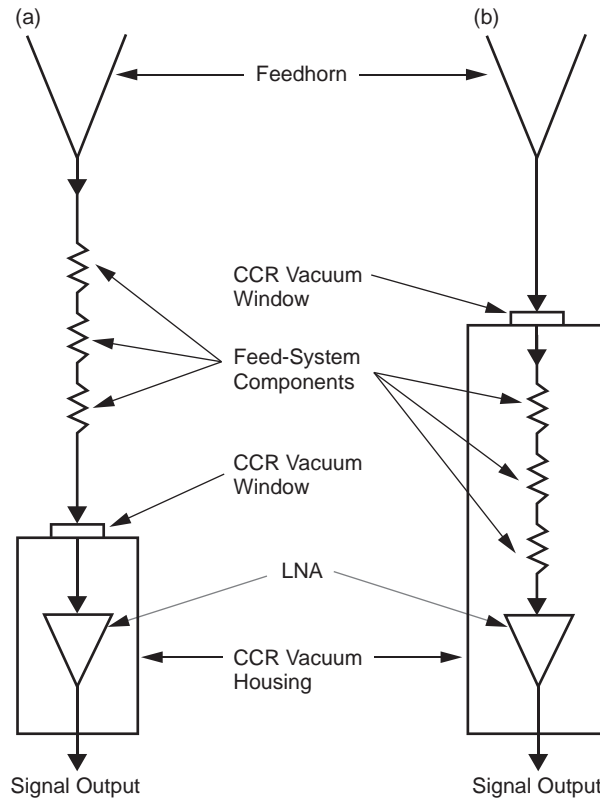 (a)
(b)
Feedhorn
CCR Vacuum
Window
Feed-System
Components
CCR Vacuum
Window
LNA
CCR Vacuum
Housing
Signal Output
Signal Output